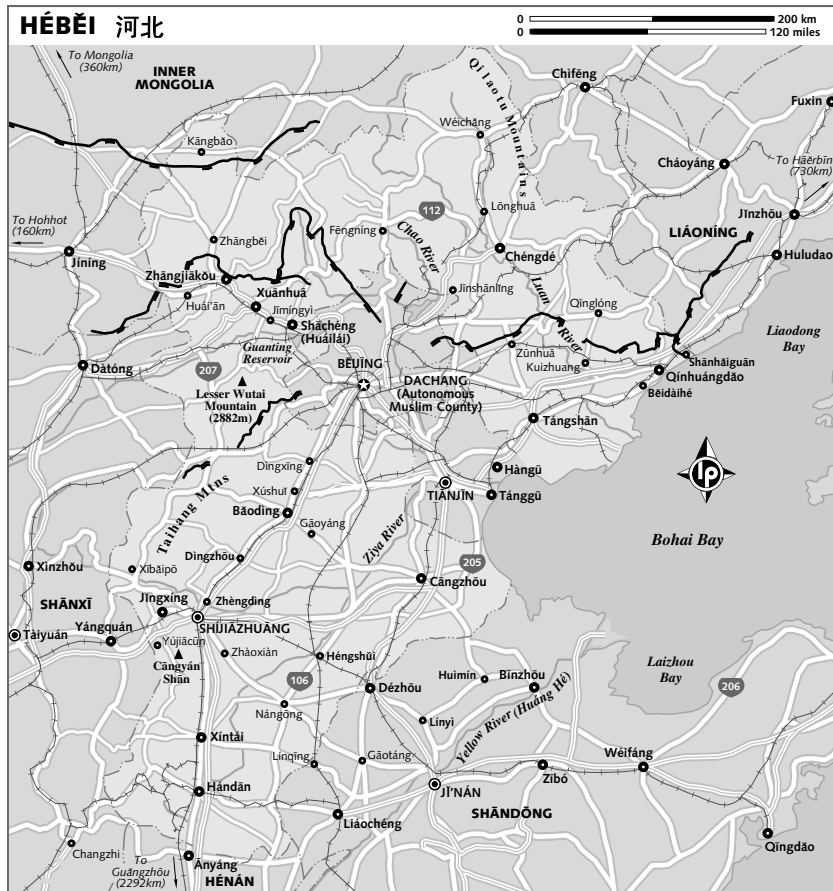 HÉBĚI 河北
0 200 km
0 120 miles
To Mongolia
(360km)
INNER
MONGOLIA
Qilaotu Mountains
Chìfēng
Fuxin
Kāngbǎo
Wéichǎng
Cháoyáng
To Hāěrbīn
(730km)
112
Lónghuà
To Hohhot
(160km)
Fēngníng
Chao River
Jǐnzhōu
LIÁONÍNG
Zhāngběi
Jíníng
Chéngdé
Huludao
Zhāngjiākǒu
Luan River
Jīnshānlǐng
Xuānhuà
Huái'ān
Qīnglóng
Jīmíngyì
Shāchéng
(Huáilái)
Liaodong
Bay
Guanting
Reservoir
Zūnhuà
Kuizhuang
Shānhǎiguān
Dàtóng
207
BĚIJĪNG
DACHANG
(Autonomous
Muslim County)
Qínhuángdǎo
Běidàihé
Lesser Wutai
Mountain
(2882m)
Tángshān
Dìngxīng
Hàngū
lp
Taihang Mtns
Xúshuǐ
TIĀNJĪN
Tánggū
Bǎodìng
Gāoyáng
Ziya River
Bohai Bay
Dìngzhōu
205
Xìnzhōu
Xībǎipō
Cāngzhōu
SHĀNXĪ
Jǐngxíng
Zhèngdìng
SHÍJIĀZHUĀNG
Tàiyuán
Yángquán
Yújiācūn
Zhàoxiàn
Héngshuǐ
Cāngyán
Shān
Laizhou
Bay
106
Huìmín
Bīnzhōu
206
Dézhōu
Nángōng
Línyì
Yellow River (Huáng Hé)
Xíntái
Línqīng
Gāotáng
Wéifáng
Zībó
Hándān
JǏ'NÁN
Liáochéng
SHĀNDŌNG
Qīngdǎo
Changzhi
To
Guǎngzhōu
(2292km)
Ānyáng
HÉNÁN